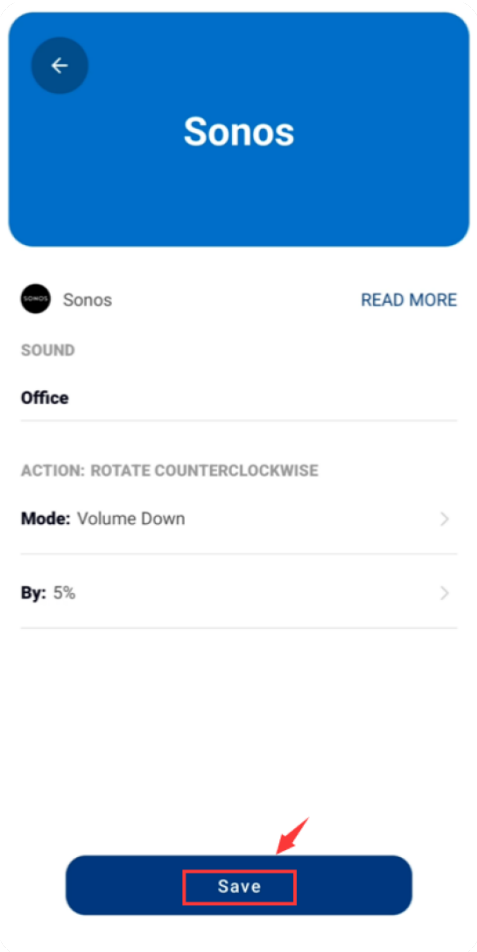 Sonos
SONOS Sonos READ MORE
SOUND
Office
ACTION: ROTATE COUNTERCLOCKWISE
Mode: Volume Down
By: 5%
Save